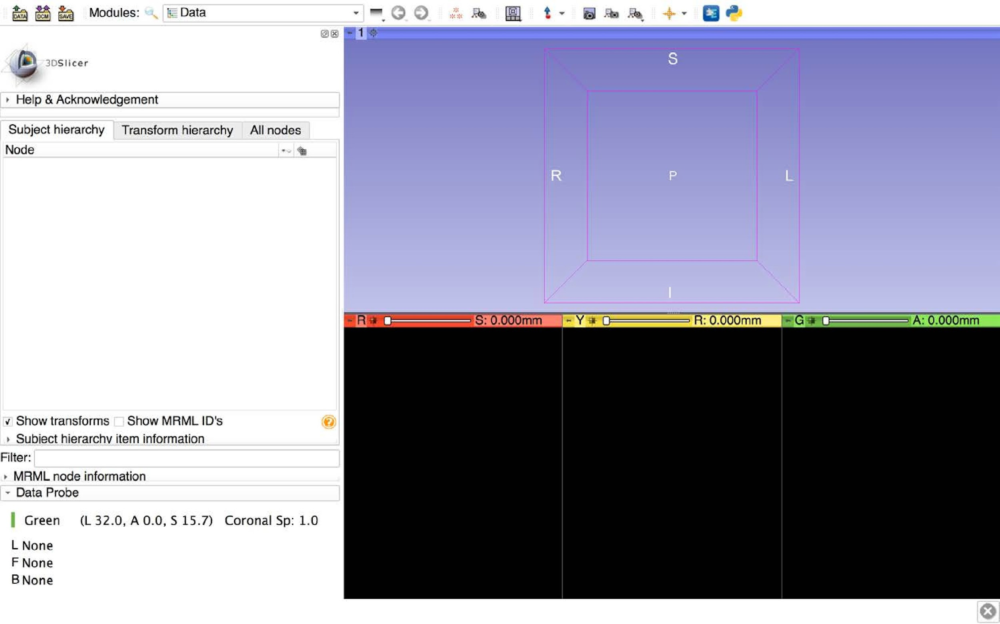 DATA DCM SAVE Modules: Data
1
3DSlicer
Help & Acknowledgement
Subject hierarchy Transform hierarchy All nodes
Node
S
R P L
I
R S: 0.000mm Y R: 0.000mm G A: 0.000mm
Show transforms Show MRML ID's
Subject hierarchy item information
Filter:
MRML node information
Data Probe
Green (L 32.0, A 0.0, S 15.7) Coronal Sp: 1.0
L None
F None
B None